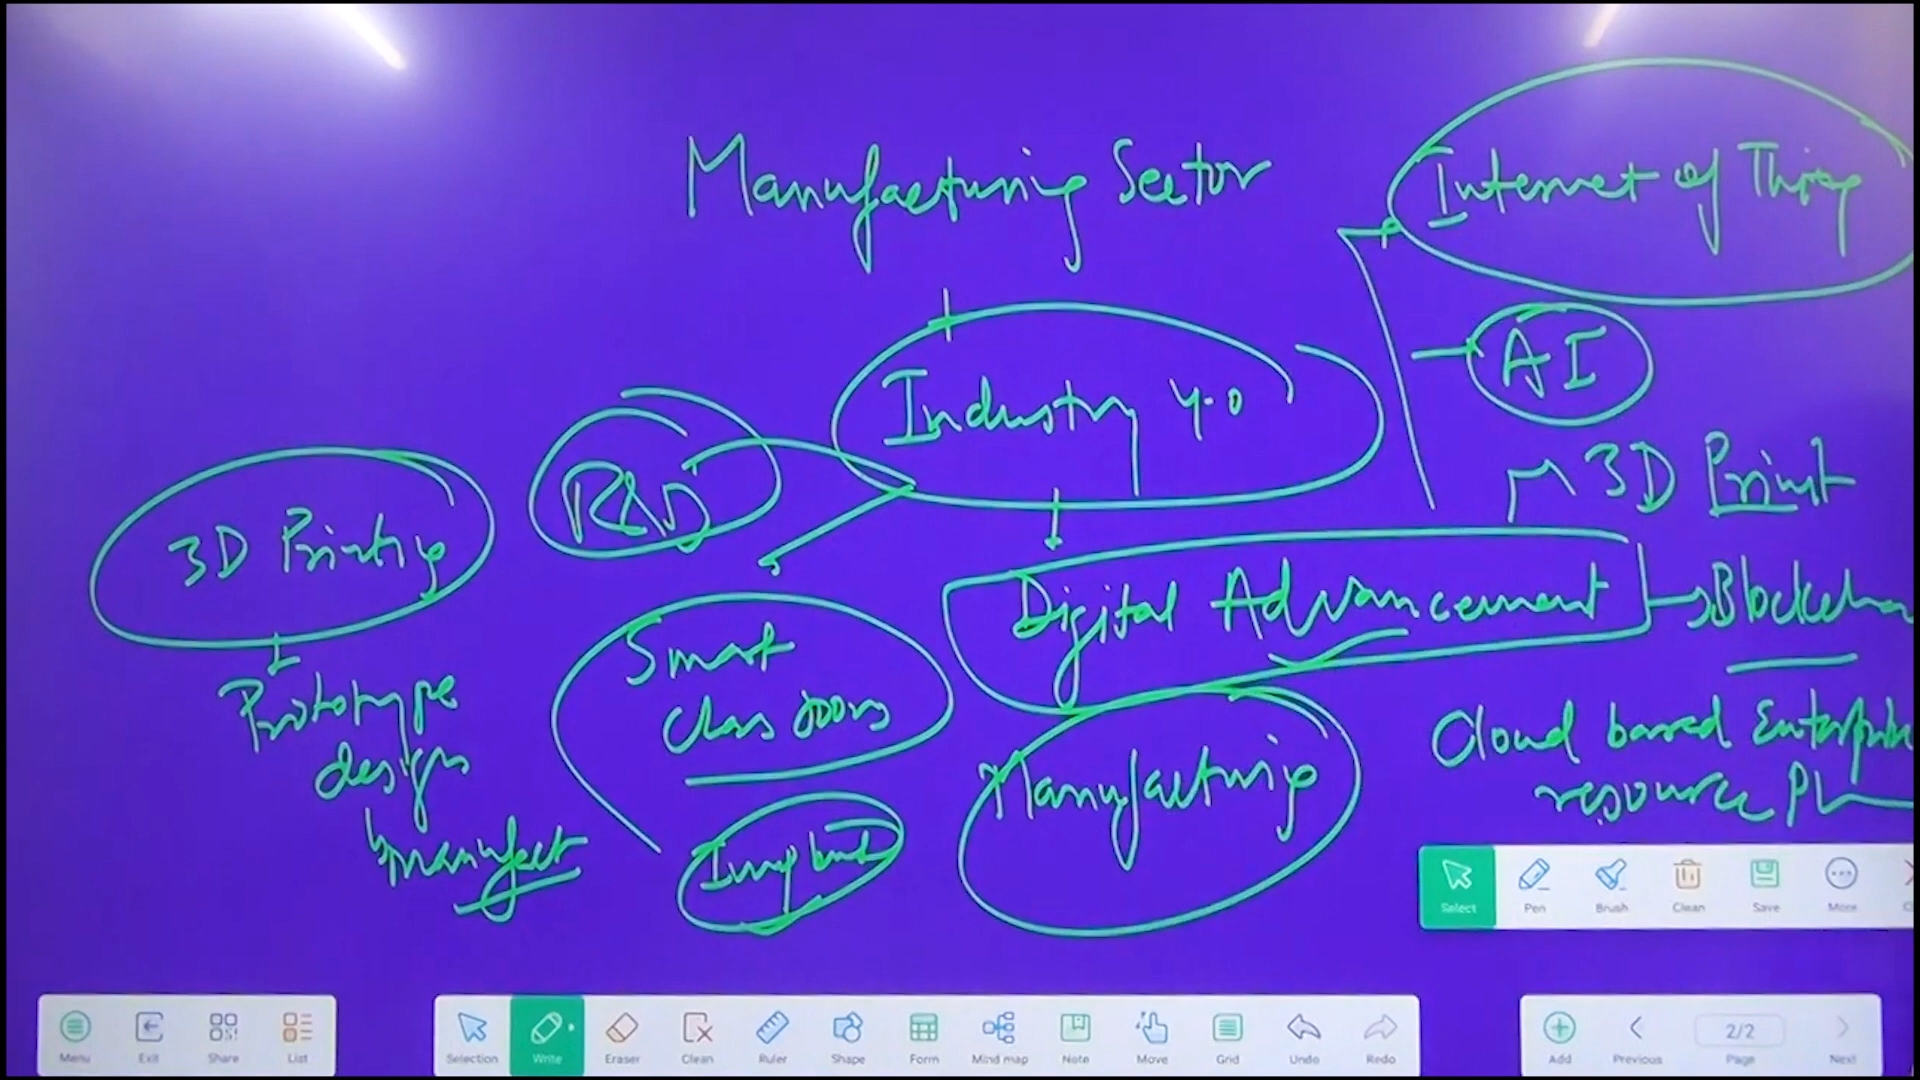 Manufacturing Sector
Internet of Things
AI
Industry 4.0
3D Print
R&D
3D Printing
Digital Advancement
Smart
Class rooms
Prototype
design
Manufacturing
Cloud based Enterprise
resource
manufact
Select Pen Brush Clean Save More
Menu Exit Share List
Selection Write Eraser Clean Ruler Shape Form Mind map Note Move Grid Undo Redo
Add Previous 2/2 Page Next